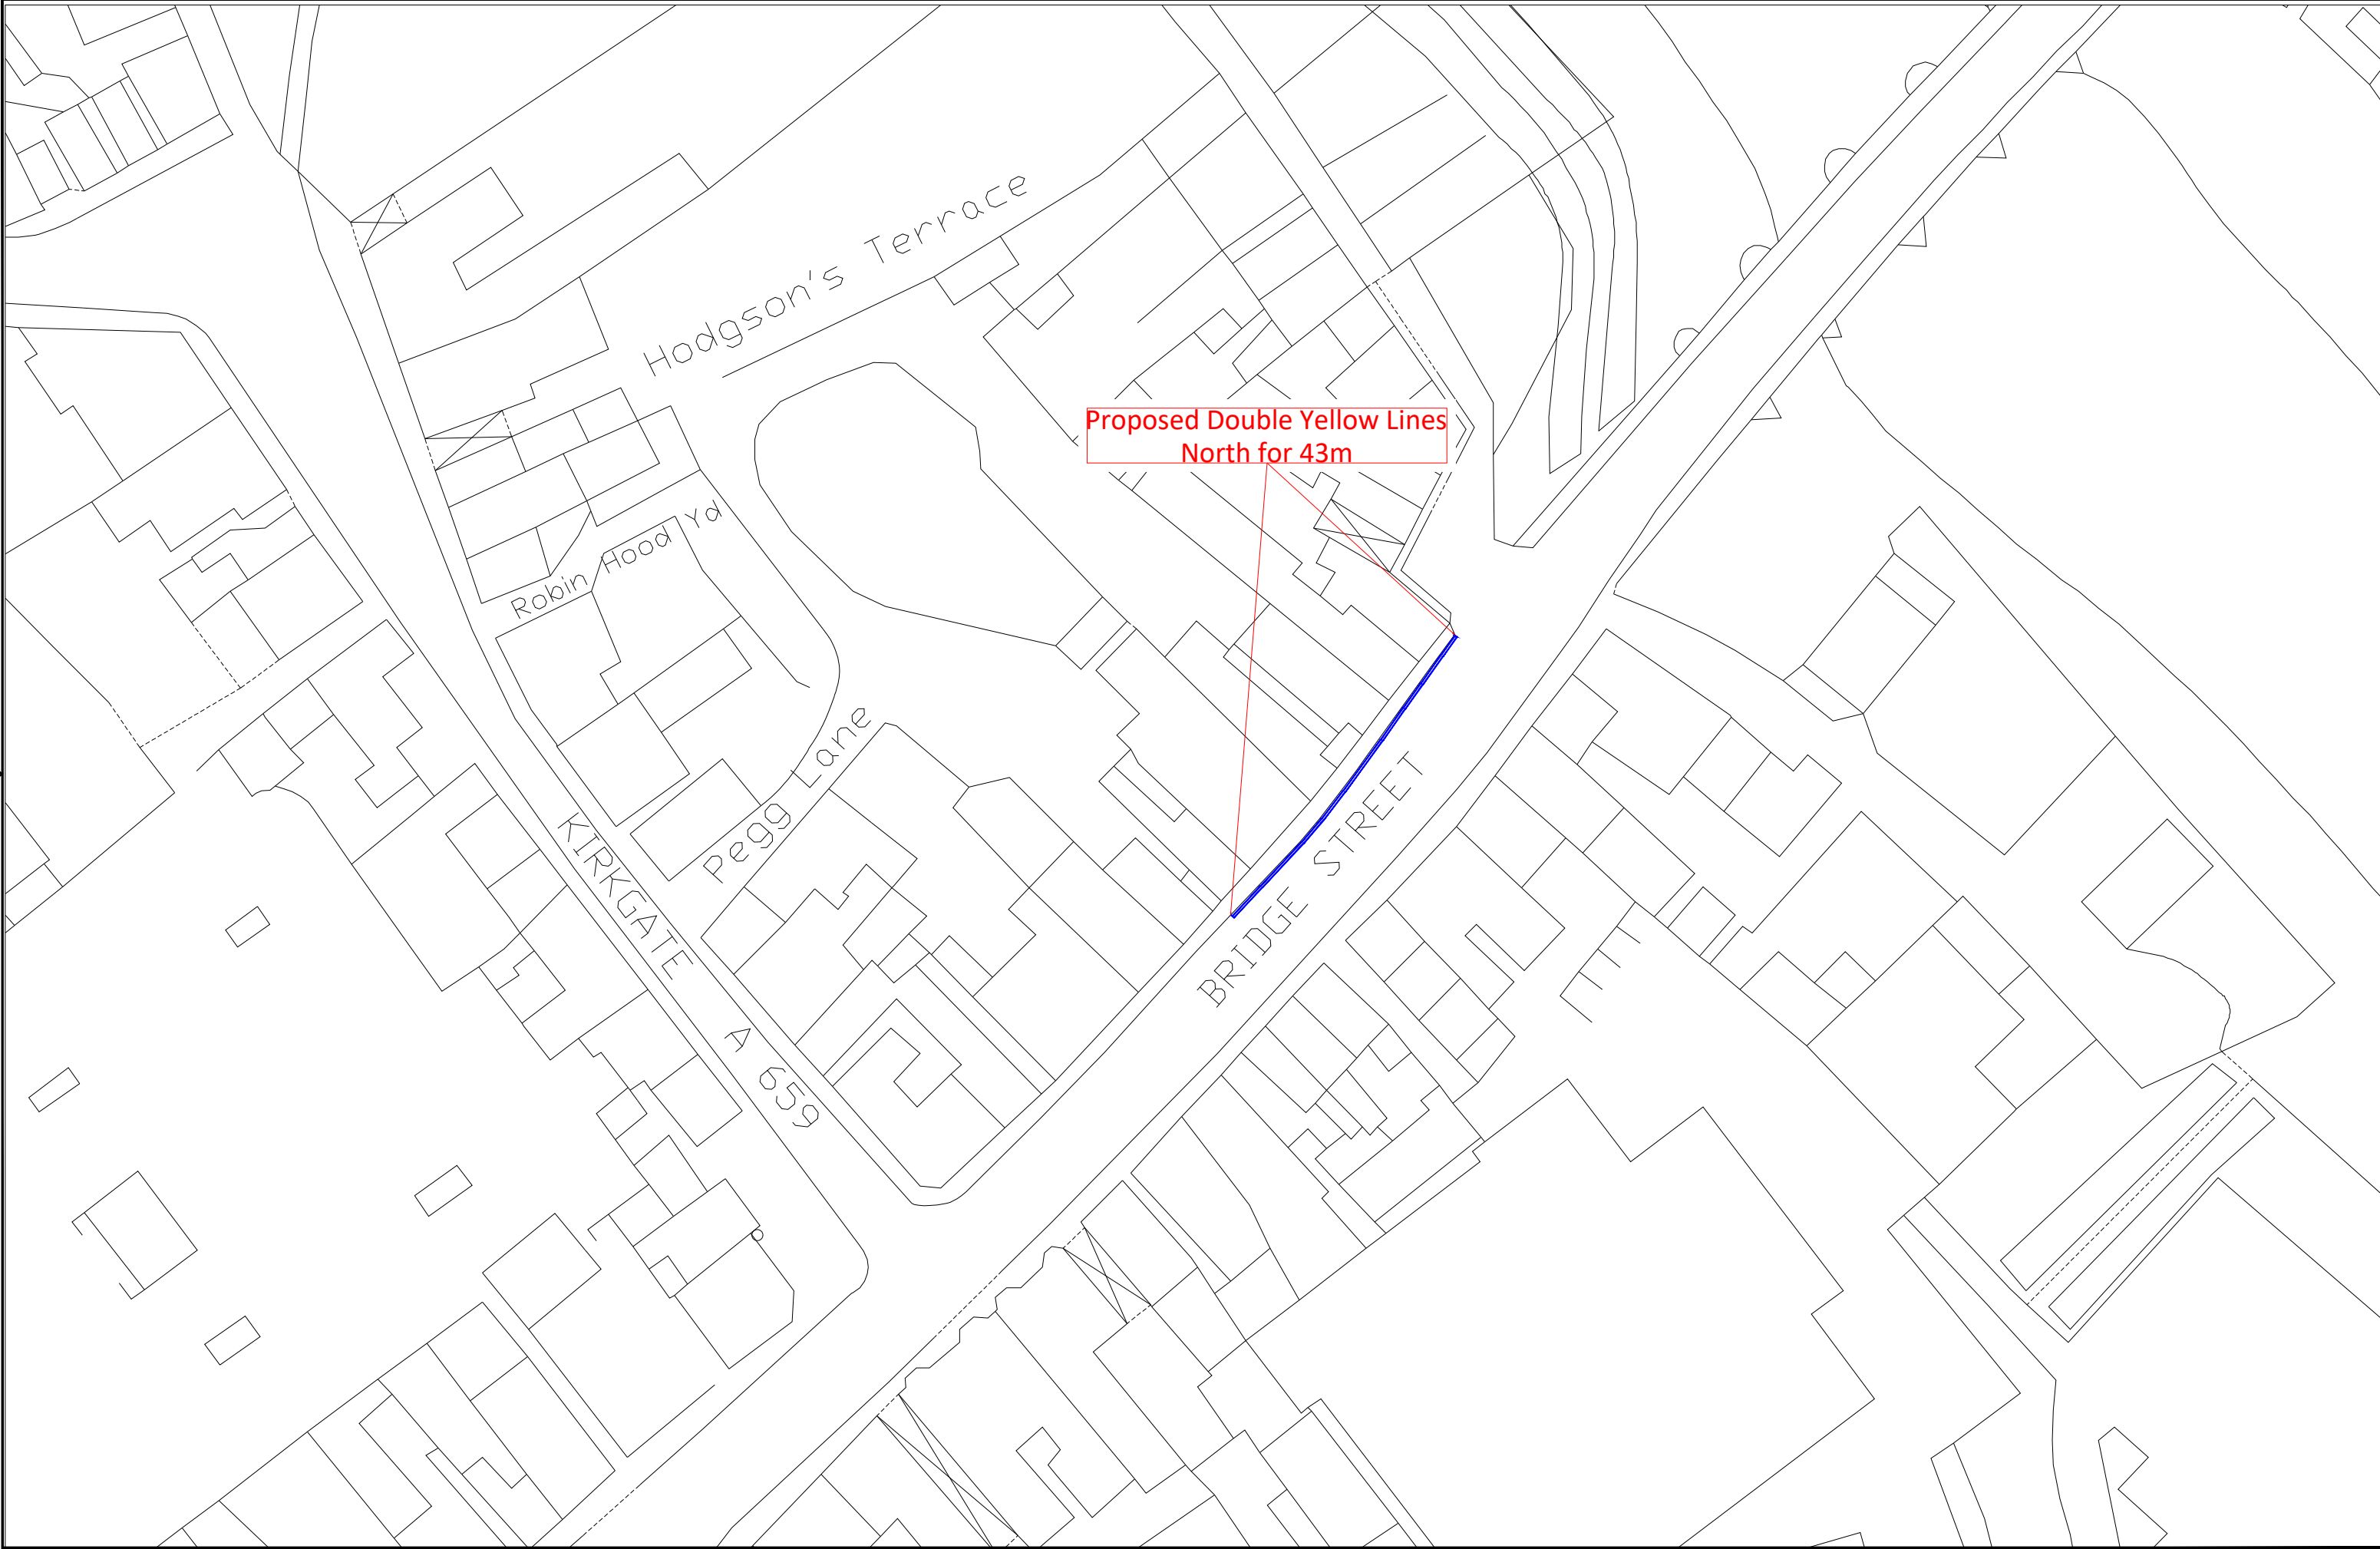 Hodgson's Terrace
Proposed Double Yellow Lines
North for 43m
Robin Hood Yd
Pegg Lane
KIRKGATE A 659
BRIDGE STREET